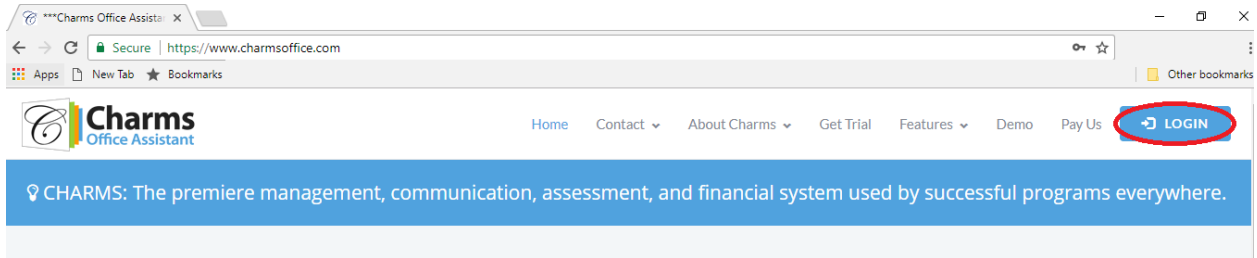 ***Charms Office Assista
Secure https://www.charmsoffice.com
Apps New Tab Bookmarks Other bookmarks
Charms
Office Assistant
Home Contact About Charms Get Trial Features Demo Pay Us LOGIN
CHARMS: The premiere management, communication, assessment, and financial system used by successful programs everywhere.